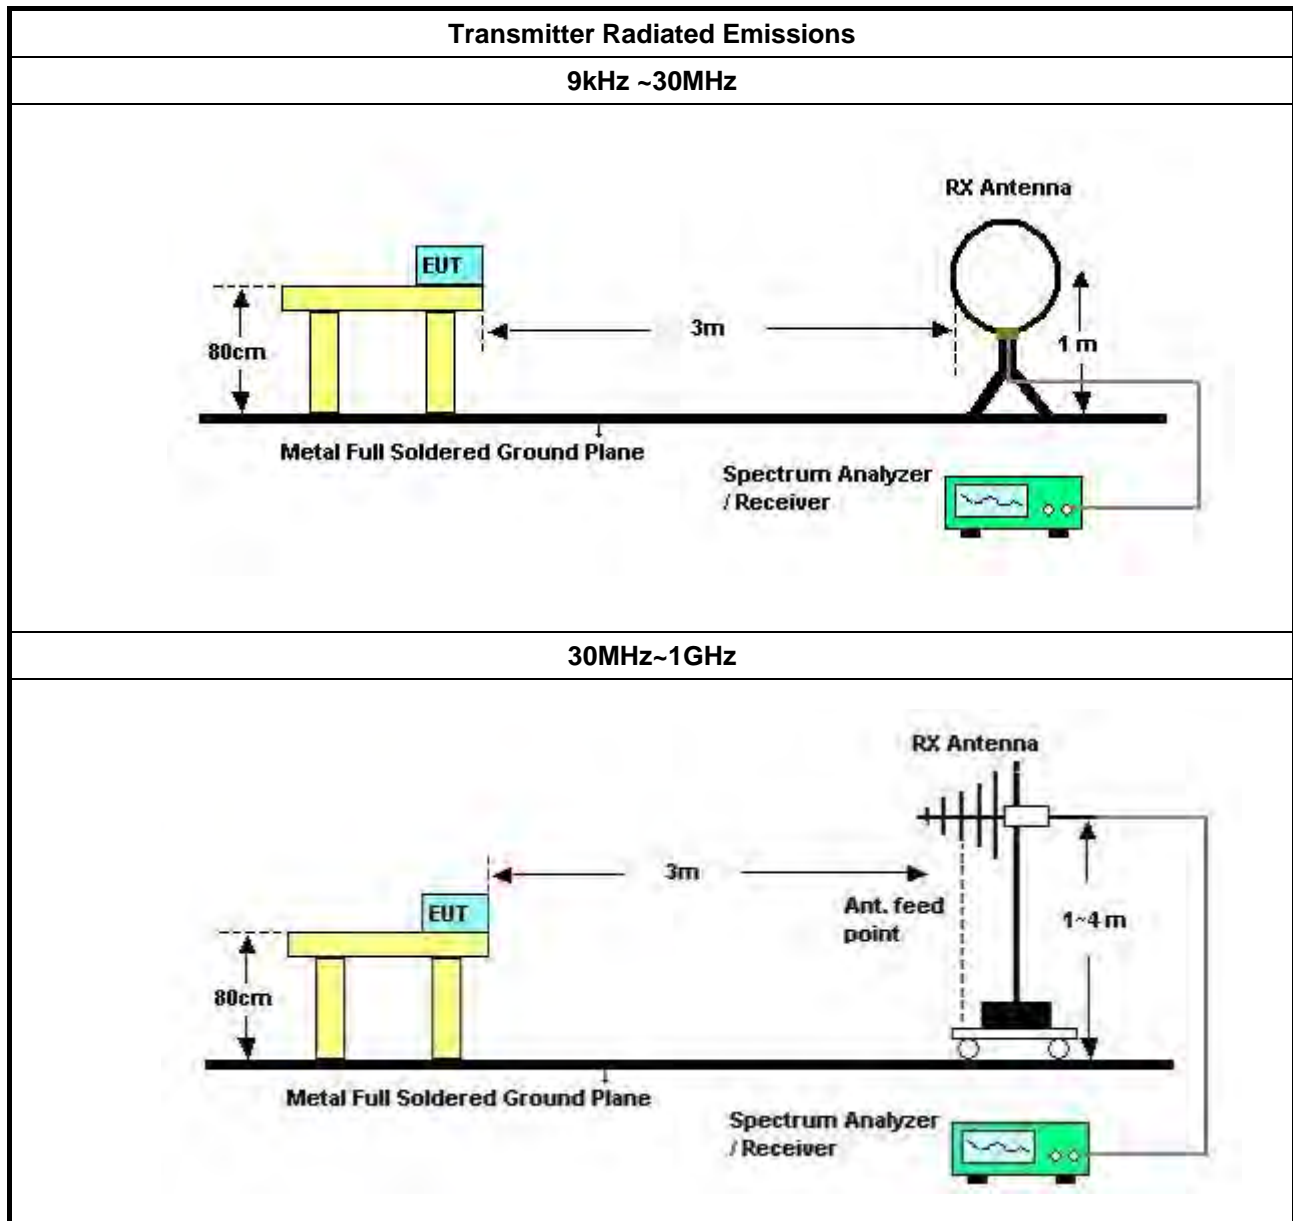 Transmitter Radiated Emissions
9kHz ~30MHz
RX Antenna
EUT
80cm
3m
1 m
Metal Full Soldered Ground Plane
Spectrum Analyzer
/ Receiver
30MHz~1GHz
RX Antenna
3m
EUT
Ant. feed
point
1~4 m
80cm
Metal Full Soldered Ground Plane
Spectrum Analyzer
/ Receiver